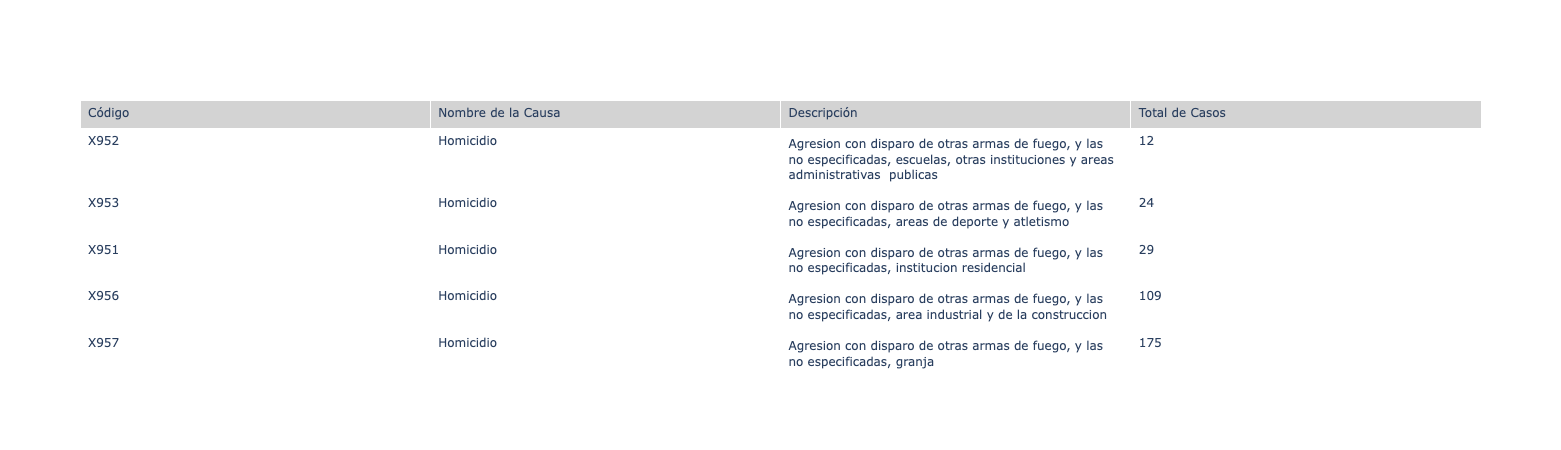 Código Nombre de la Causa Descripción Total de Casos
X952 Homicidio Agresion con disparo de otras armas de fuego, y las 12
no especificadas, escuelas, otras instituciones y areas
administrativas  publicas
X953 Homicidio Agresion con disparo de otras armas de fuego, y las 24
no especificadas, areas de deporte y atletismo
X951 Homicidio Agresion con disparo de otras armas de fuego, y las 29
no especificadas, institucion residencial
X956 Homicidio Agresion con disparo de otras armas de fuego, y las 109
no especificadas, area industrial y de la construccion
X957 Homicidio Agresion con disparo de otras armas de fuego, y las 175
no especificadas, granja